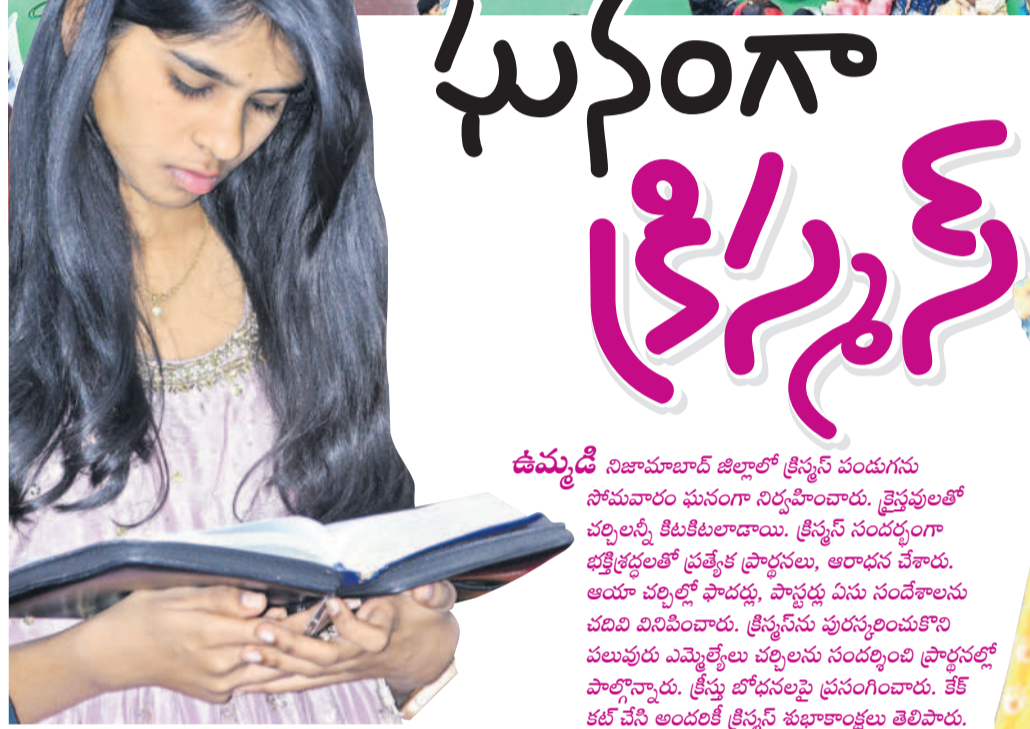 ఘనంగా
క్రిస్మస్
ఉమ్మడి నిజామాబాద్ జిల్లాలో క్రిస్మస్ పండుగను
సోమవారం ఘనంగా నిర్వహించారు. క్రైస్తవులతో
చర్చిలన్నీ కిటకిటలాడాయి. క్రిస్మస్ సందర్భంగా
భక్తిశ్రద్ధలతో ప్రత్యేక ప్రార్థనలు, ఆరాధన చేశారు.
ఆయా చర్చిల్లో ఫాదర్లు, పాస్టర్లు ఏసు సందేశాలను
చదివి వినిపించారు. క్రిస్మస్‌ను పురస్కరించుకొని
పలువురు ఎమ్మెల్యేలు చర్చిలను సందర్శించి ప్రార్థనల్లో
పాల్గొన్నారు. క్రీస్తు బోధనలపై ప్రసంగించారు. కేక్
కట్ చేసి అందరికీ క్రిస్మస్ శుభాకాంక్షలు తెలిపారు.